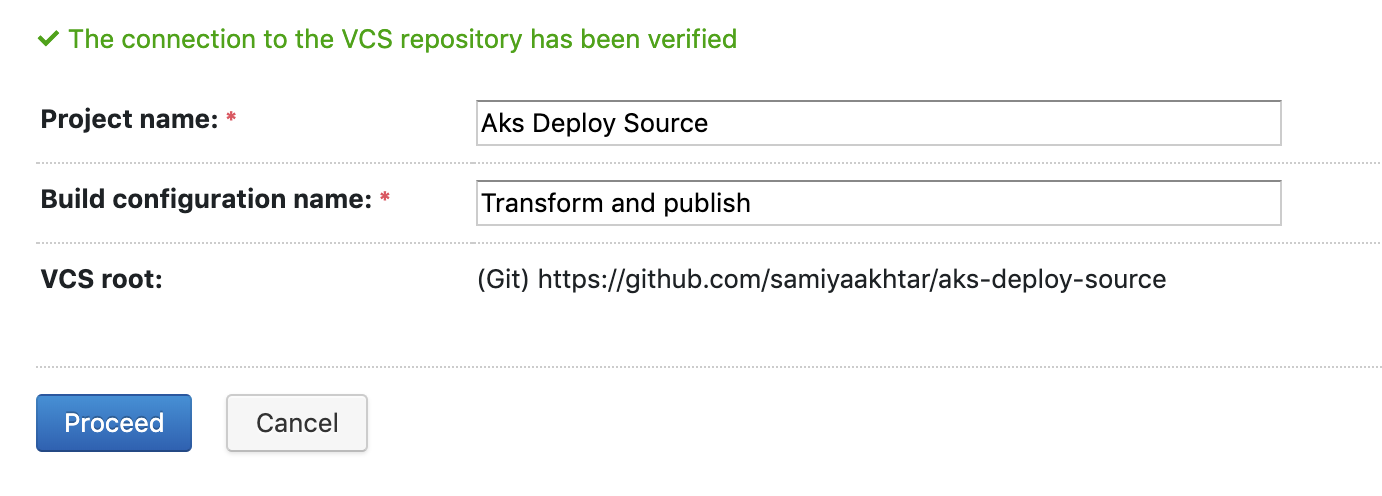 ✓ The connection to the VCS repository has been verified
Project name: * Aks Deploy Source
Build configuration name: * Transform and publish
VCS root: (Git) https://github.com/samiyaakhtar/aks-deploy-source
Proceed Cancel